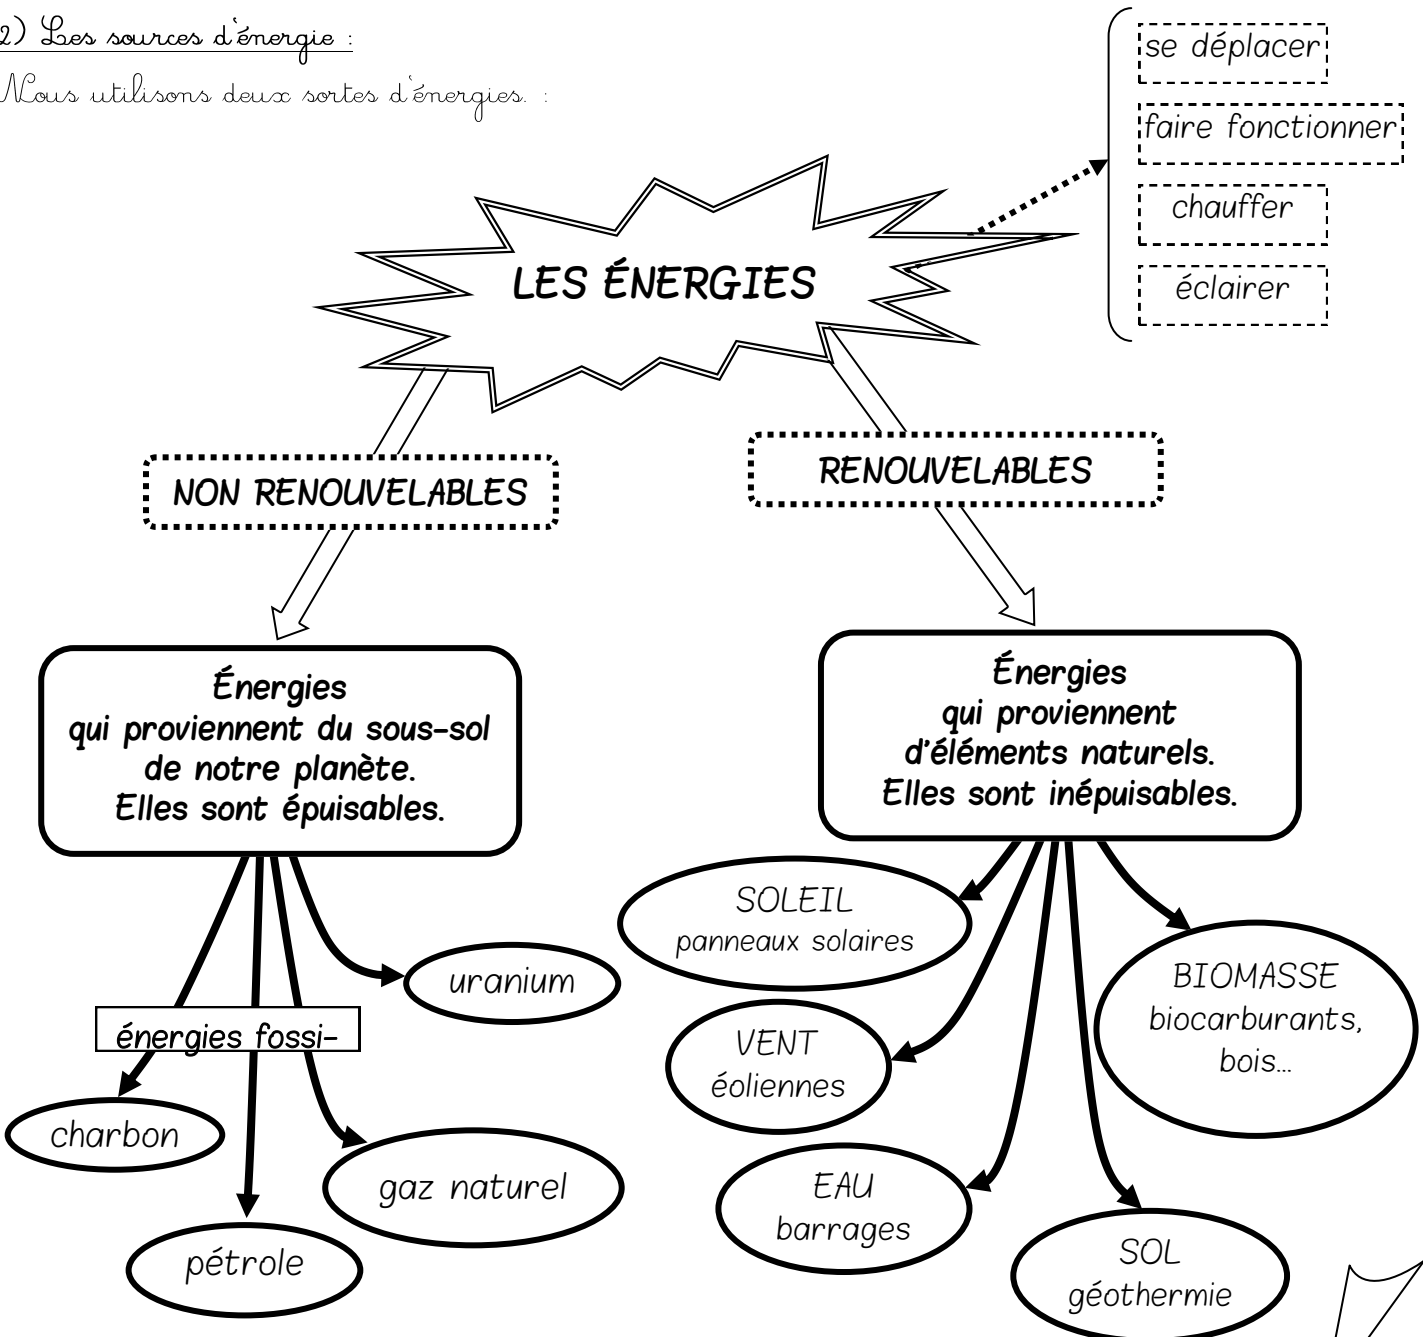 2) Les sources d'énergie :
Nous utilisons deux sortes d'énergies. :
se déplacer
faire fonctionner
chauffer
éclairer
LES ÉNERGIES
NON RENOUVELABLES
RENOUVELABLES
Énergies
qui proviennent du sous-sol
de notre planète.
Elles sont épuisables.
Énergies
qui proviennent
d'éléments naturels.
Elles sont inépuisables.
uranium
énergies fossi-
charbon
gaz naturel
pétrole
SOLEIL
panneaux solaires
VENT
éoliennes
EAU
barrages
SOL
géothermie
BIOMASSE
biocarburants,
bois...